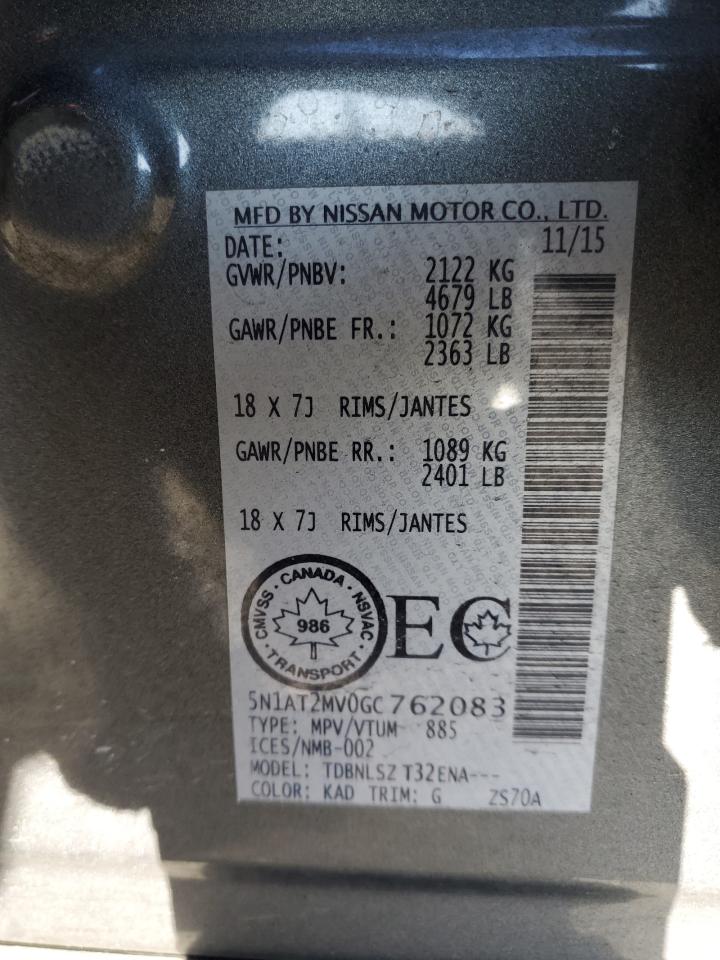 MFD BY NISSAN MOTOR CO., LTD.
DATE: 11/15
GVWR/PNBV: 2122 KG
4679 LB
GAWR/PNBE FR.: 1072 KG
2363 LB
18 X 7J RIMS/JANTES
GAWR/PNBE RR.: 1089 KG
2401 LB
18 X 7J RIMS/JANTES
CMVSS · CANADA · NSVAC · TRANSPORT ·
986
EC
5N1AT2MV0GC762083
TYPE: MPV/VTUM 885
ICES/NMB-002
MODEL: TDBNLSZ T32ENA---
COLOR: KAD TRIM: G ZS70A